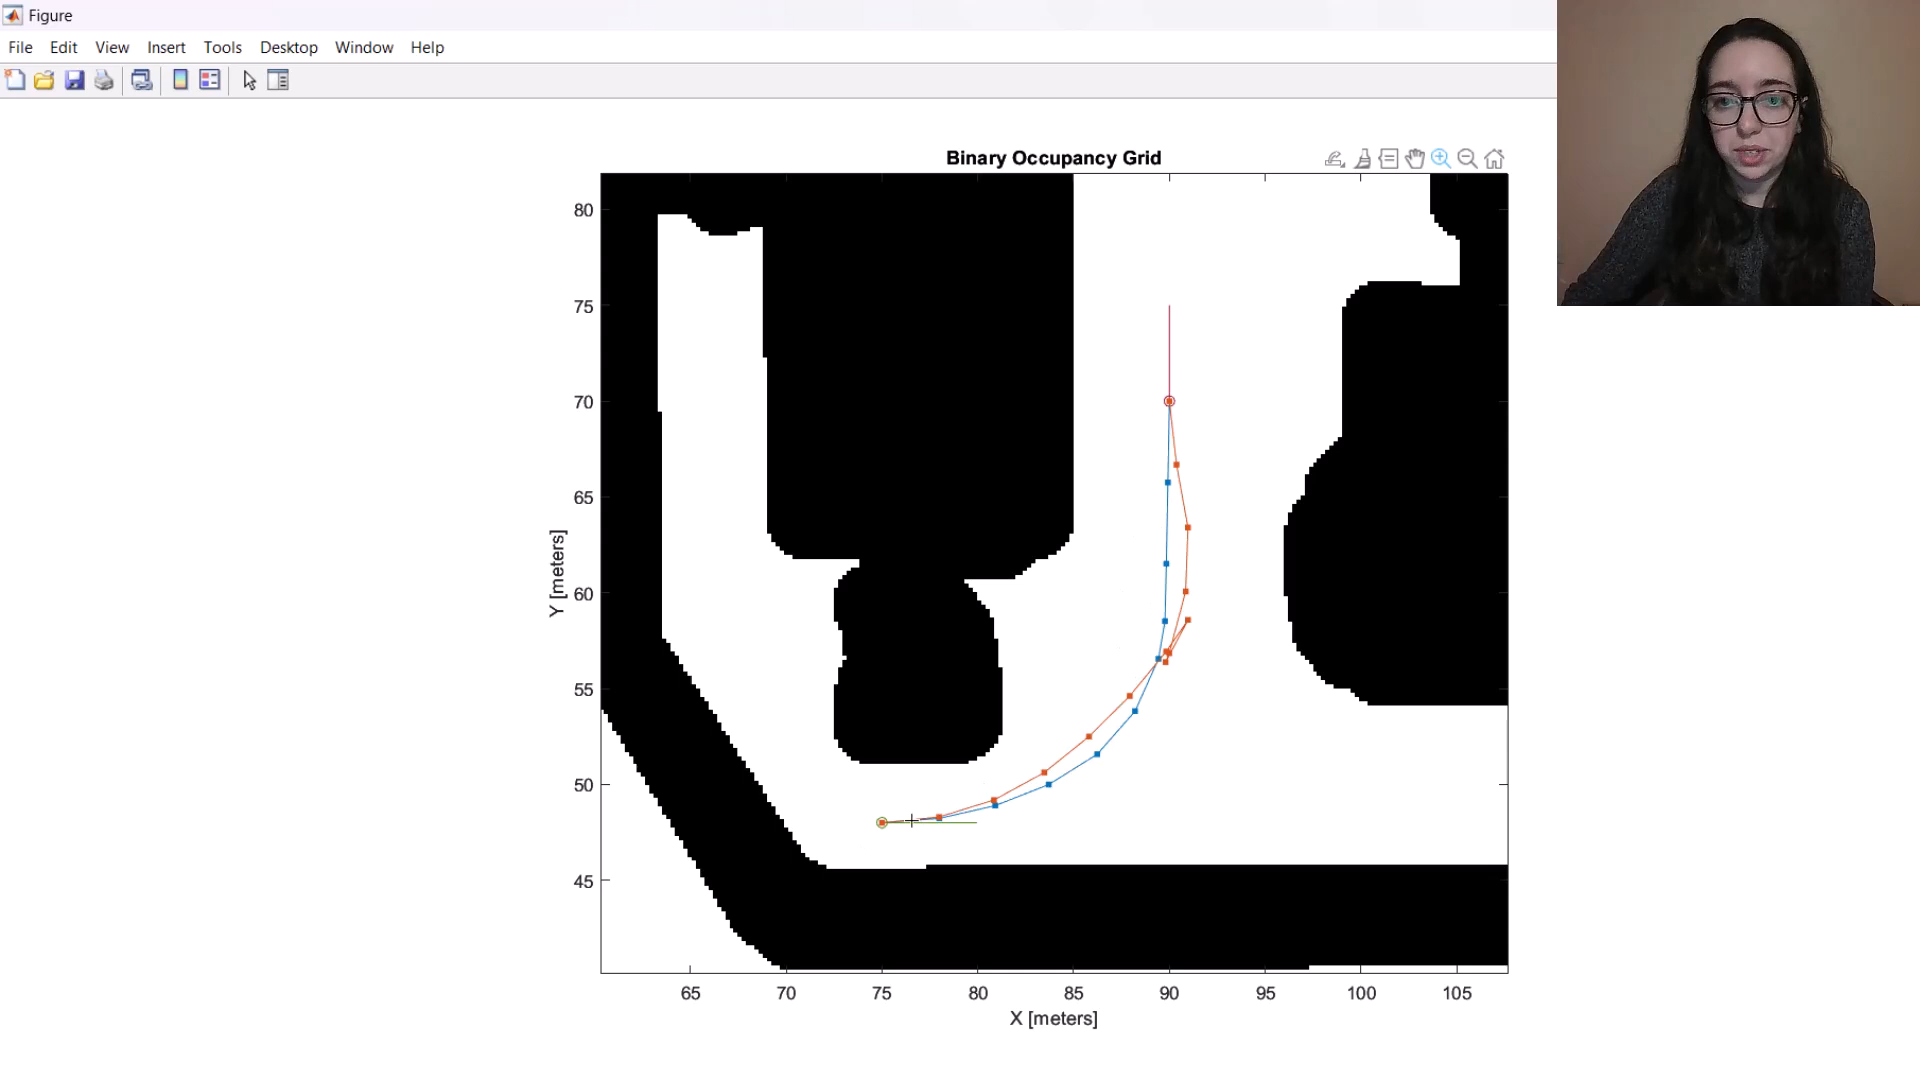 Figure
File Edit View Insert Tools Desktop Window Help
Binary Occupancy Grid
80
75
70
65
60
55
50
45
Y [meters]
65 70 75 80 85 90 95 100 105
X [meters]